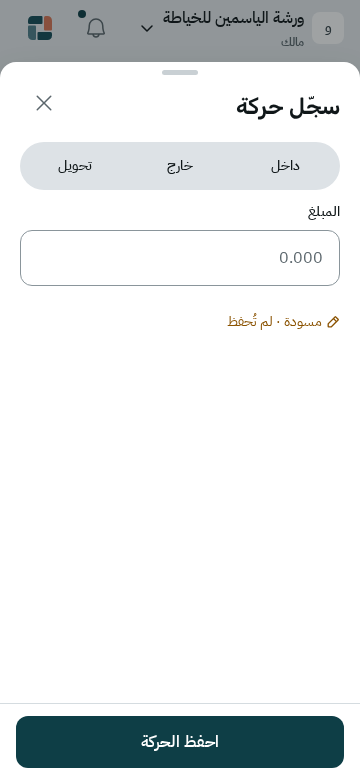 و
ورشة الياسمين للخياطة
مالك
سجّل حركة
داخل
خارج
تحويل
المبلغ
0.000
مسودة · لم تُحفظ
احفظ الحركة